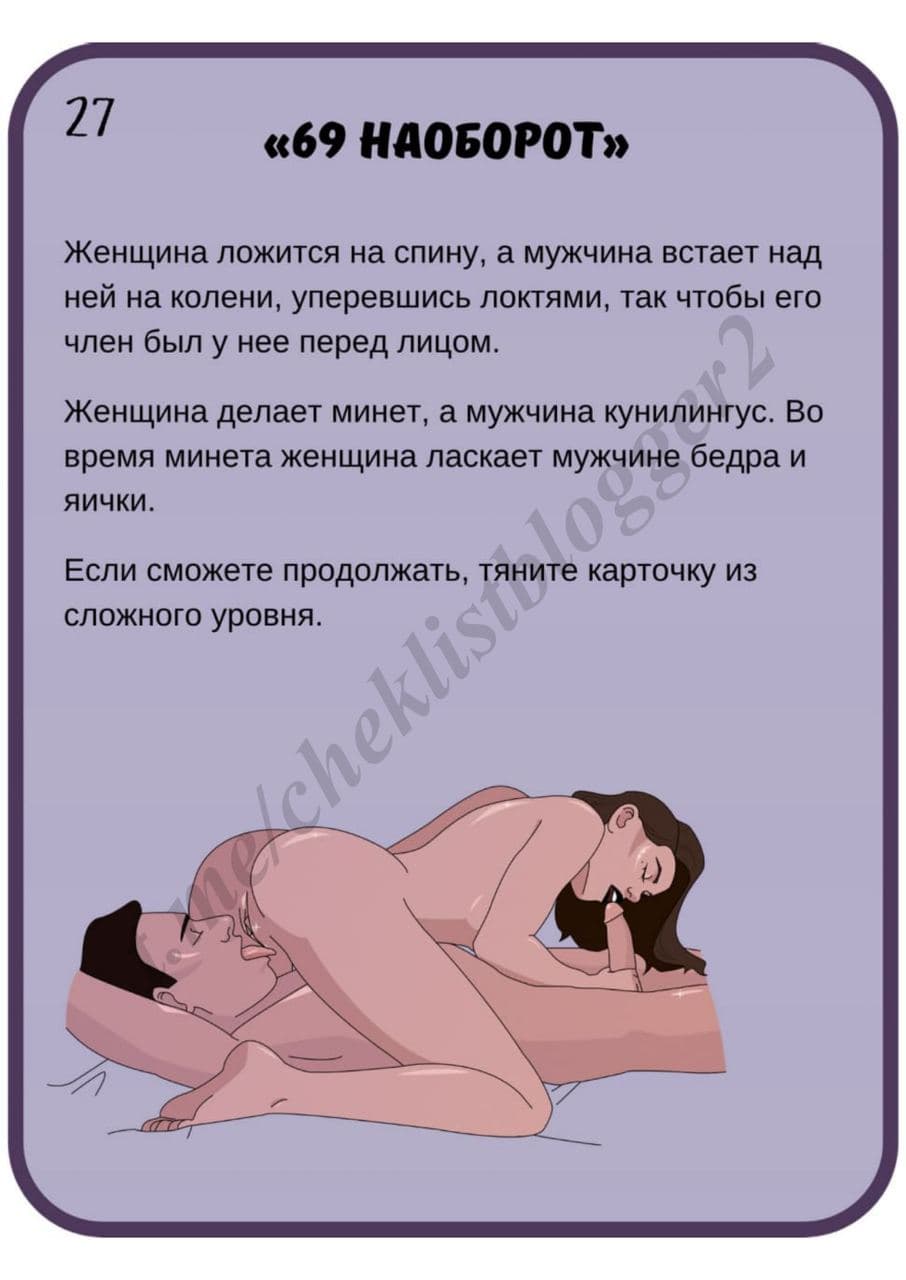 27
«69 НАОБОРОТ»
Женщина ложится на спину, а мужчина встает над
ней на колени, уперевшись локтями, так чтобы его
член был у нее перед лицом.
Женщина делает минет, а мужчина кунилингус. Во
время минета женщина ласкает мужчине бедра и
яички.
Если сможете продолжать, тяните карточку из
сложного уровня.
t.me/cheklistblogger2